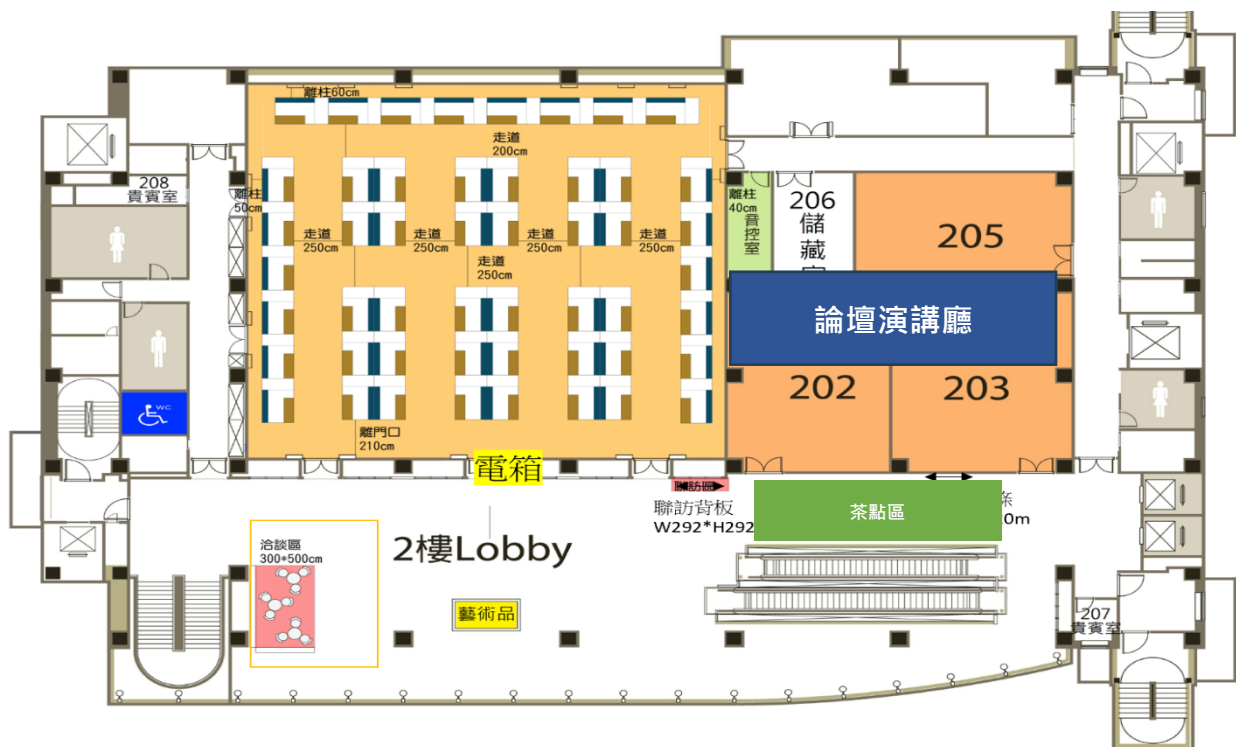 離柱60cm
走道
200cm
208
貴賓室
離柱
50cm
離柱
40cm
音控室
206
儲藏
205
走道
250cm
走道
250cm
走道
250cm
走道
250cm
走道
250cm
論壇演講廳
202
203
WC
離門口
210cm
電箱
聯訪區
聯訪背板
W292*H292
茶點區
0m
洽談區
300*500cm
2樓Lobby
藝術品
207
貴賓室